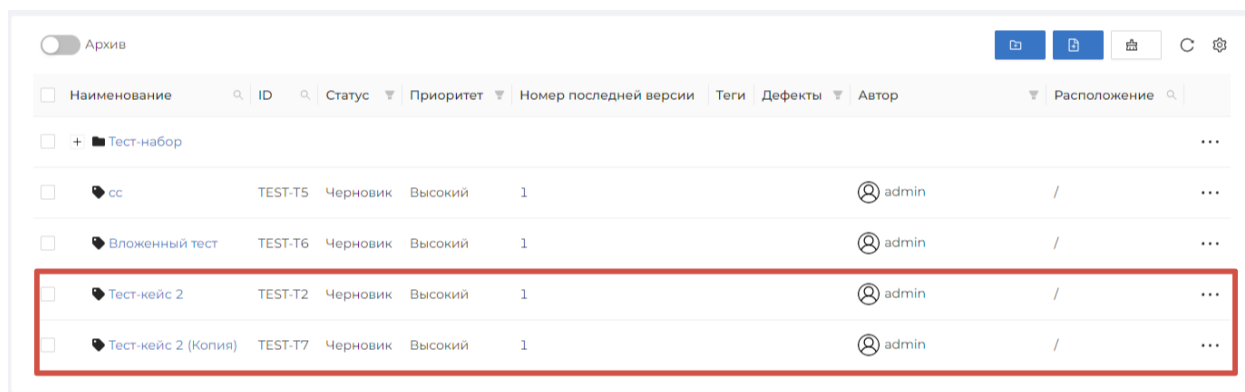 Архив
Наименование ID Статус Приоритет Номер последней версии Теги Дефекты Автор Расположение
Тест-набор
сс TEST-T5 Черновик Высокий 1 admin /
Вложенный тест TEST-T6 Черновик Высокий 1 admin /
Тест-кейс 2 TEST-T2 Черновик Высокий 1 admin /
Тест-кейс 2 (Копия) TEST-T7 Черновик Высокий 1 admin /